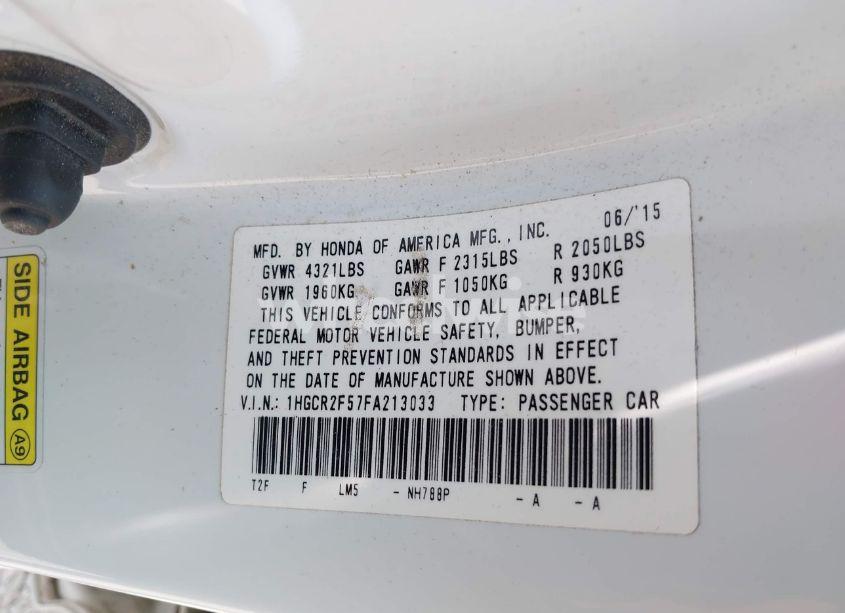 SIDE AIRBAG
A9
06/'15
MFD. BY HONDA OF AMERICA MFG., INC.
GVWR 4321LBS GAWR F 2315LBS R 2050LBS
GVWR 1960KG GAWR F 1050KG R 930KG
THIS VEHICLE CONFORMS TO ALL APPLICABLE
FEDERAL MOTOR VEHICLE SAFETY, BUMPER,
AND THEFT PREVENTION STANDARDS IN EFFECT
ON THE DATE OF MANUFACTURE SHOWN ABOVE.
V.I.N.: 1HGCR2F57FA213033 TYPE: PASSENGER CAR
T2F F LM5 - NH788P - A - A